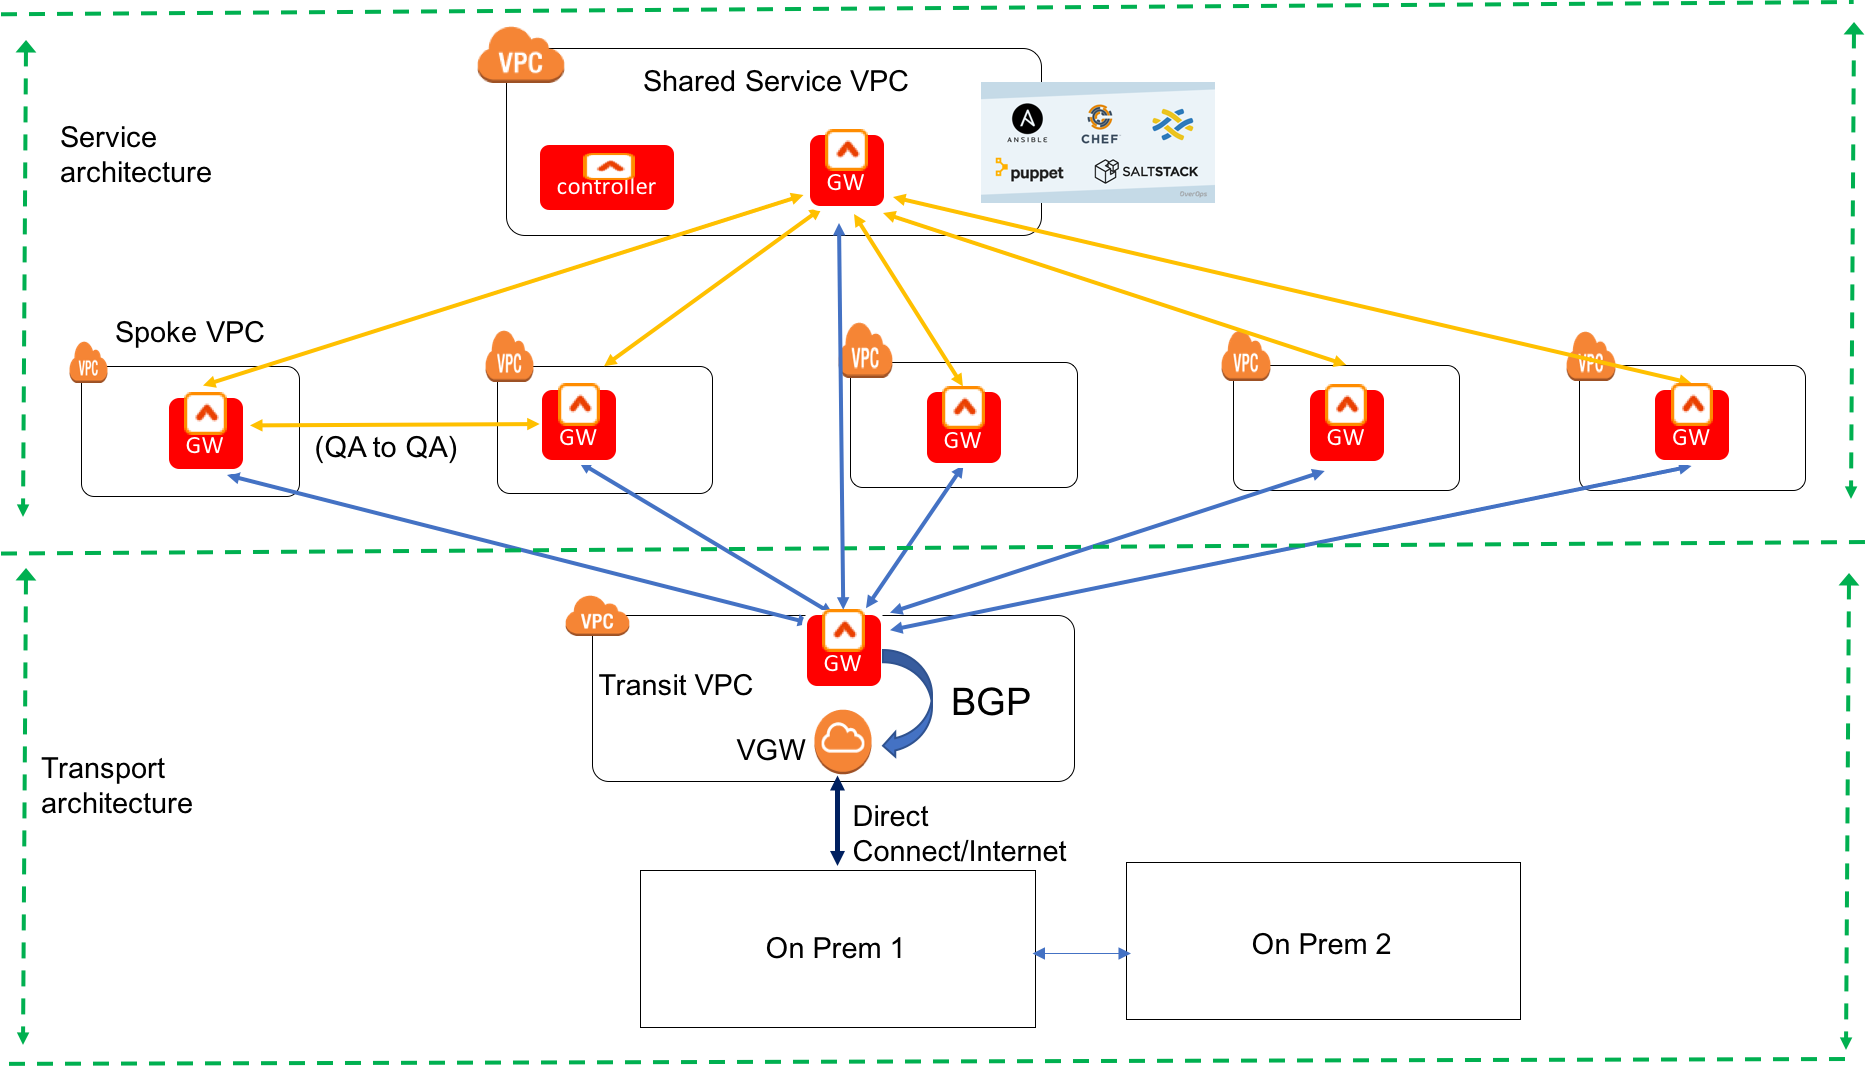 VPC
Shared Service VPC
ANSIBLE
CHEF
puppet
SALTSTACK
OverOps
Service
architecture
controller
GW
Spoke VPC
VPC
VPC
VPC
VPC
VPC
GW
(QA to QA)
GW
GW
GW
GW
VPC
GW
Transit VPC
BGP
VGW
Transport
architecture
Direct
Connect/Internet
On Prem 1
On Prem 2